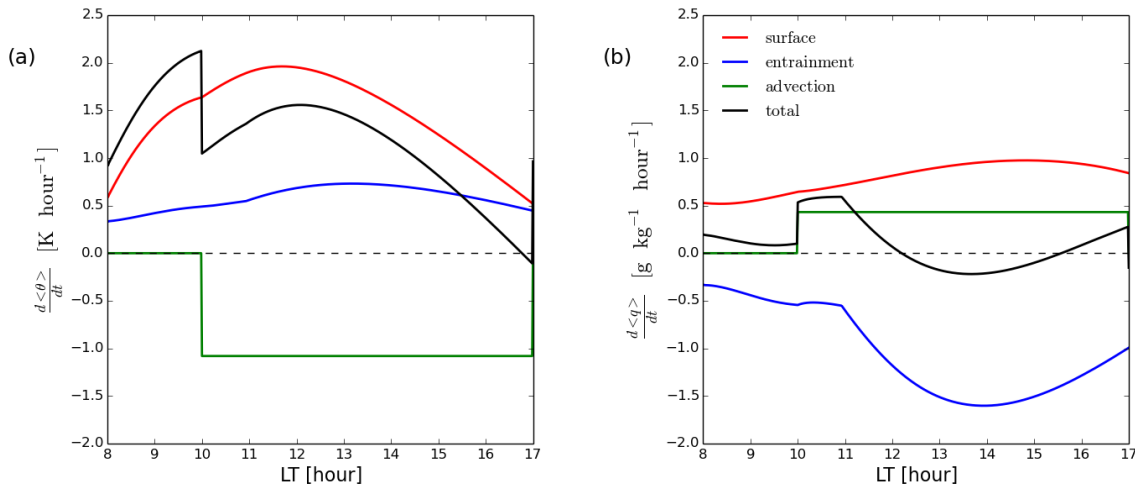 (a)
2.5
2.0
1.5
1.0
0.5
0.0
−0.5
−1.0
−1.5
−2.0
d<θ>/dt [K hour⁻¹]
8 9 10 11 12 13 14 15 16 17
LT [hour]
(b)
surface
entrainment
advection
total
2.5
2.0
1.5
1.0
0.5
0.0
−0.5
−1.0
−1.5
−2.0
d<q>/dt [g kg⁻¹ hour⁻¹]
8 9 10 11 12 13 14 15 16 17
LT [hour]